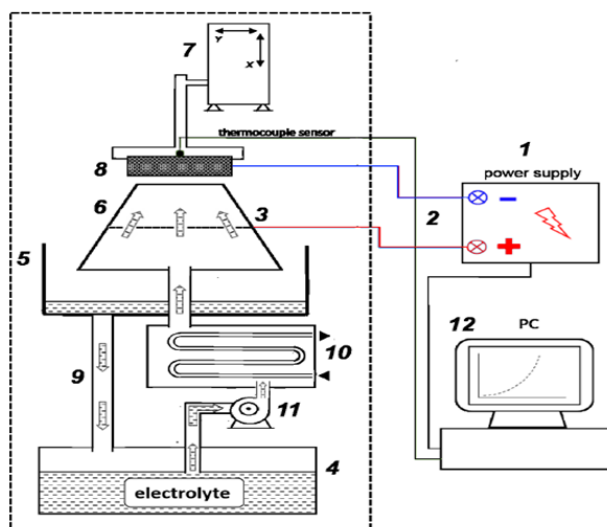 7
Y
X
thermocouple sensor
1
power supply
8
6
3
2
−
+
5
12
PC
10
9
11
4
electrolyte